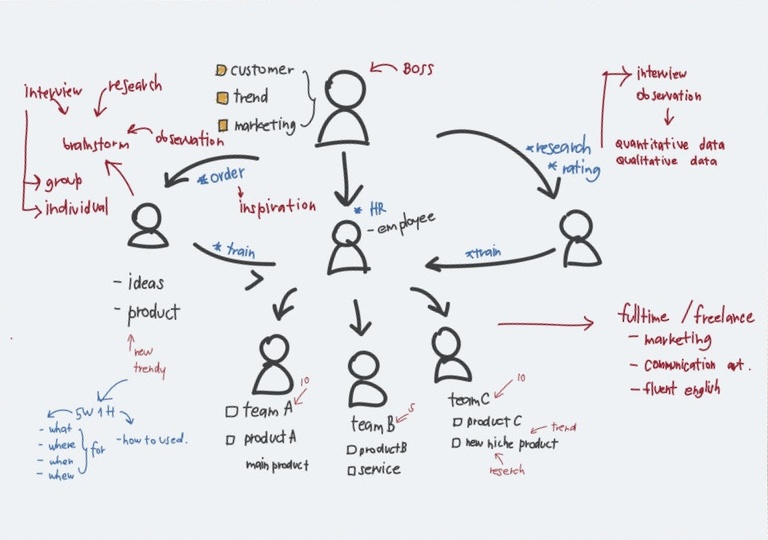 customer
trend
marketing
BOSS
interview
research
brainstorm
observation
group
individual
*order
inspiration
*research
*rating
interview
observation
quantitative data
qualitative data
* HR
- employee
* train
*train
- ideas
- product
new
trendy
5W1H
- what
- where
- when
- whew
for
- how to used.
10
team A
product A
main product
5
team B
product B
service
10
team C
product C
new niche product
trend
reserch
fulltime / freelance
- marketing
- communication art.
- fluent english